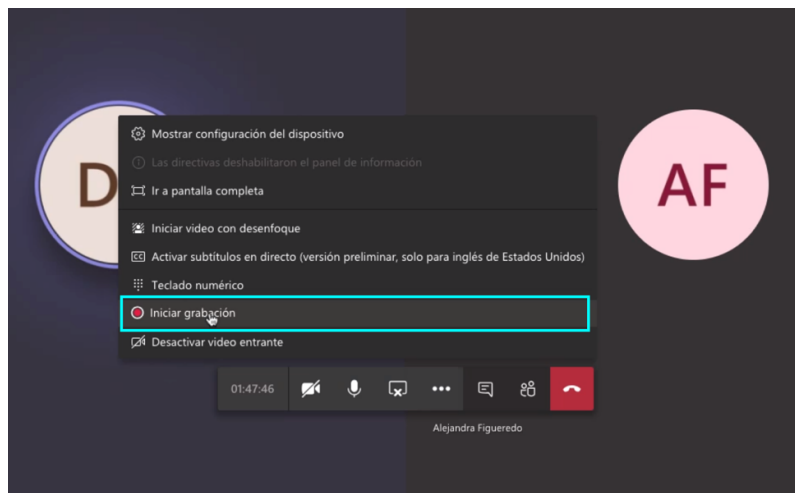 D
AF
Mostrar configuración del dispositivo
Las directivas deshabilitaron el panel de información
Ir a pantalla completa
Iniciar video con desenfoque
CC Activar subtítulos en directo (versión preliminar, solo para inglés de Estados Unidos)
Teclado numérico
Iniciar grabación
Desactivar video entrante
01:47:46
Alejandra Figueredo